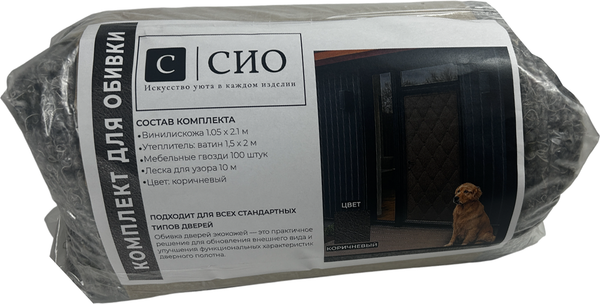 КОМПЛЕКТ ДЛЯ ОБИВКИ
С СИО
Искусство уюта в каждом изделии
СОСТАВ КОМПЛЕКТА
•Винилискожа 1.05 x 2.1 м
•Утеплитель: ватин 1,5 x 2 м
•Мебельные гвозди 100 штук
•Леска для узора 10 м
•Цвет: коричневый
ПОДХОДИТ ДЛЯ ВСЕХ СТАНДАРТНЫХ
ТИПОВ ДВЕРЕЙ
Обивка дверей экокожей — это практичное
решение для обновления внешнего вида и
улучшения функциональных характеристик
дверного полотна.
ЦВЕТ
КОРИЧНЕВЫЙ